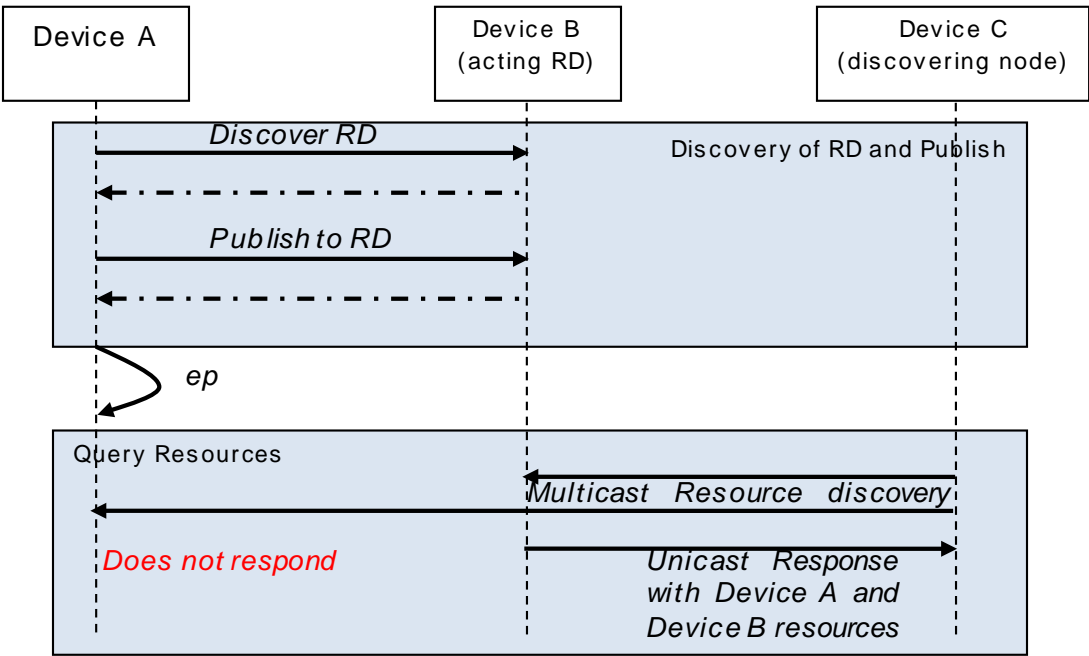 Device A
Device B
(acting RD)
Device C
(discovering node)
Discover RD
Discovery of RD and Publish
Publish to RD
ep
Query Resources
Multicast Resource discovery
Does not respond
Unicast Response
with Device A and
Device B resources